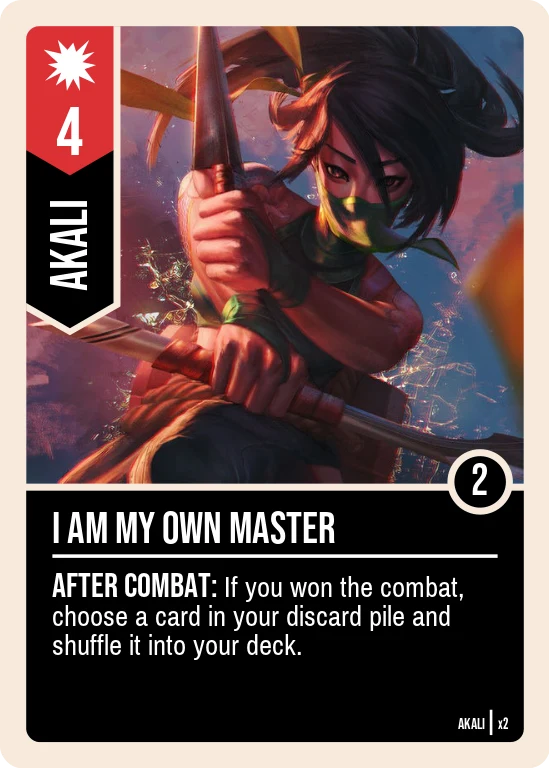 4
AKALI
2
I AM MY OWN MASTER
AFTER COMBAT: If you won the combat,
choose a card in your discard pile and
shuffle it into your deck.
AKALI | x2